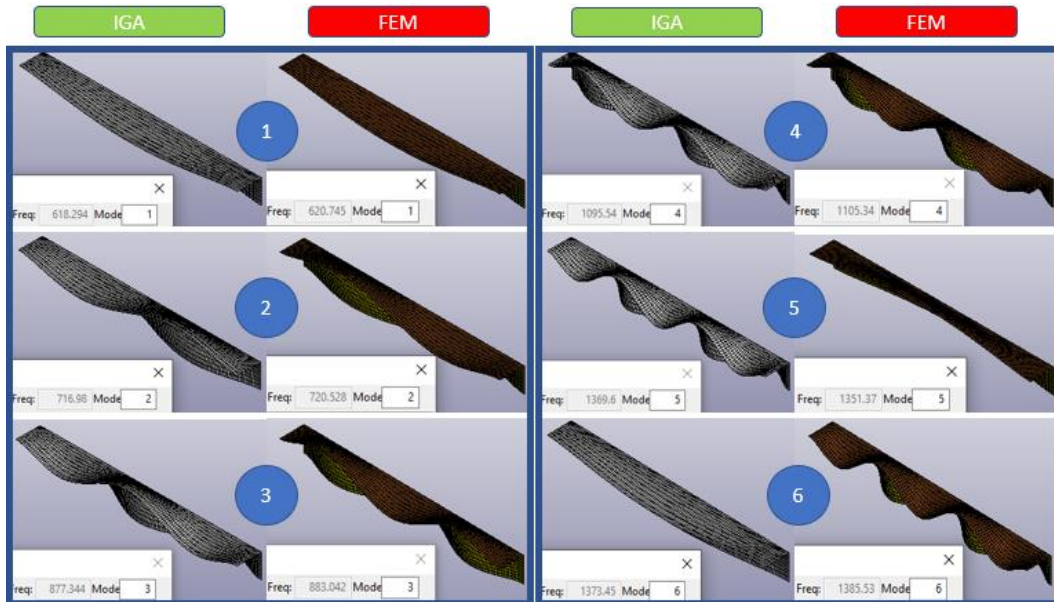 IGA
FEM
IGA
FEM
1
Freq: 618.294 Mode 1
Freq: 620.745 Mode 1
2
Freq: 716.98 Mode 2
Freq: 720.528 Mode 2
3
Freq: 877.344 Mode 3
Freq: 883.042 Mode 3
4
Freq: 1095.54 Mode 4
Freq: 1105.34 Mode 4
5
Freq: 1369.6 Mode 5
Freq: 1351.37 Mode 5
6
Freq: 1373.45 Mode 6
Freq: 1385.53 Mode 6